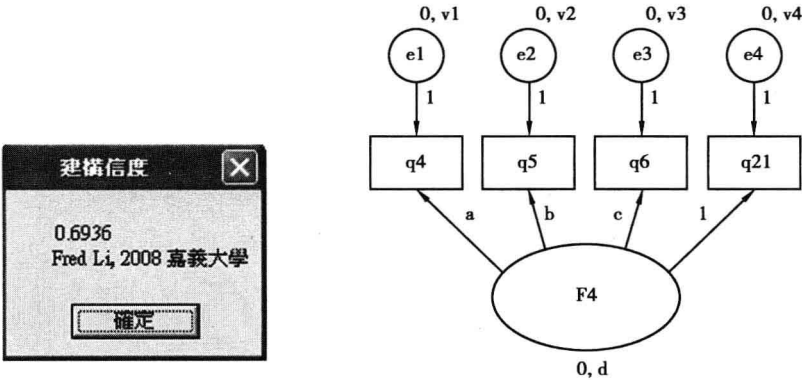 建構信度
0.6936
Fred Li, 2008 嘉義大學
確定
0, v1
0, v2
0, v3
0, v4
e1
e2
e3
e4
1
1
1
1
q4
q5
q6
q21
a
b
c
1
F4
0, d